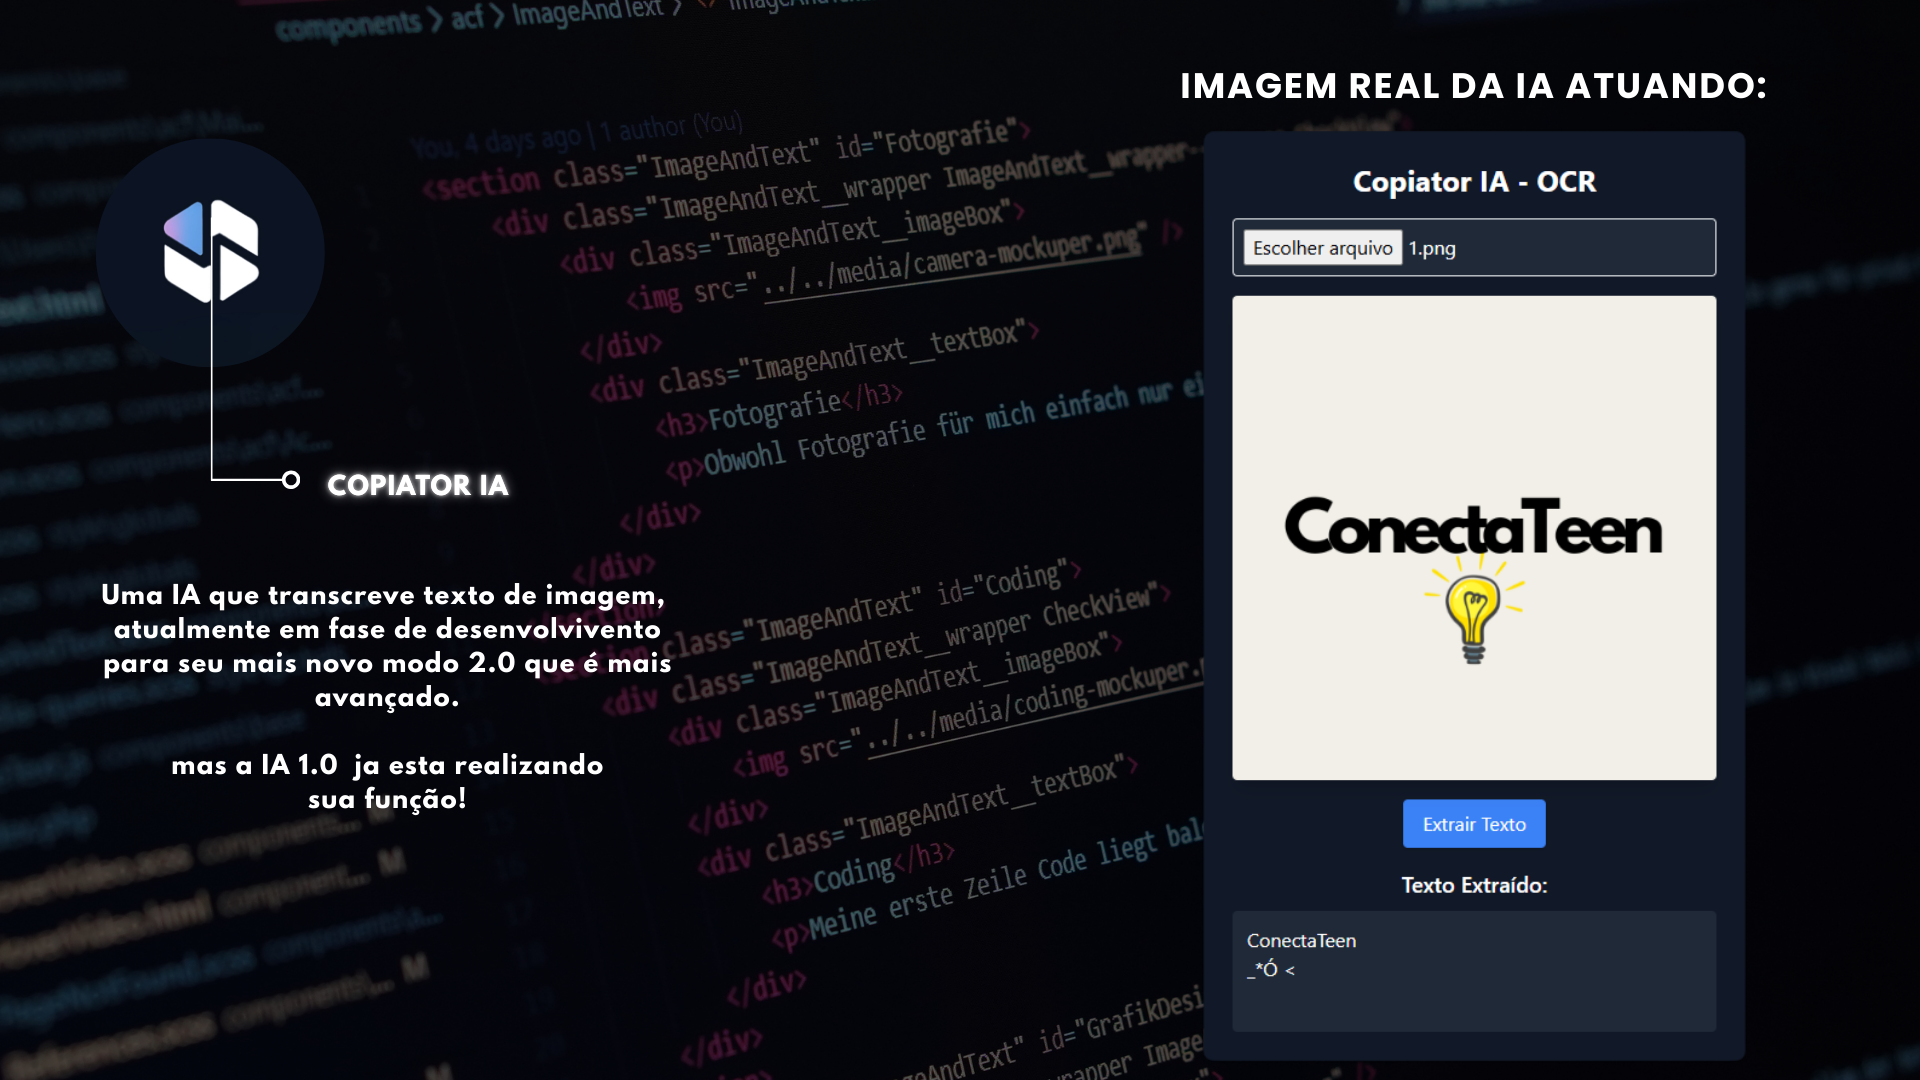 components > acf > ImageAndText >
You, 4 days ago | 1 author (You)
<section class="ImageAndText" id="Fotografie">
<div class="ImageAndText__wrapper ImageAndText__wrapper-
<div class="ImageAndText__imageBox">
<img src="../../media/camera-mockuper.png" />
</div>
<div class="ImageAndText__textBox">
<h3>Fotografie</h3>
<p>Obwohl Fotografie für mich einfach nur ei
</div>
</div>
</section>
<section class="ImageAndText" id="Coding">
<div class="ImageAndText__wrapper CheckView">
<div class="ImageAndText__imageBox">
<img src="../../media/coding-mockuper.
</div>
<div class="ImageAndText__textBox">
<h3>Coding</h3>
<p>Meine erste Zeile Code liegt bal
</div>
</div>
ImageAndText" id="GrafikDesi
wrapper Image
COPIATOR IA
Uma IA que transcreve texto de imagem,
atualmente em fase de desenvolvivento
para seu mais novo modo 2.0 que é mais
avançado.
mas a IA 1.0 ja esta realizando
sua função!
IMAGEM REAL DA IA ATUANDO:
Copiator IA - OCR
Escolher arquivo 1.png
ConectaTeen
Extrair Texto
Texto Extraído:
ConectaTeen
_*Ó <